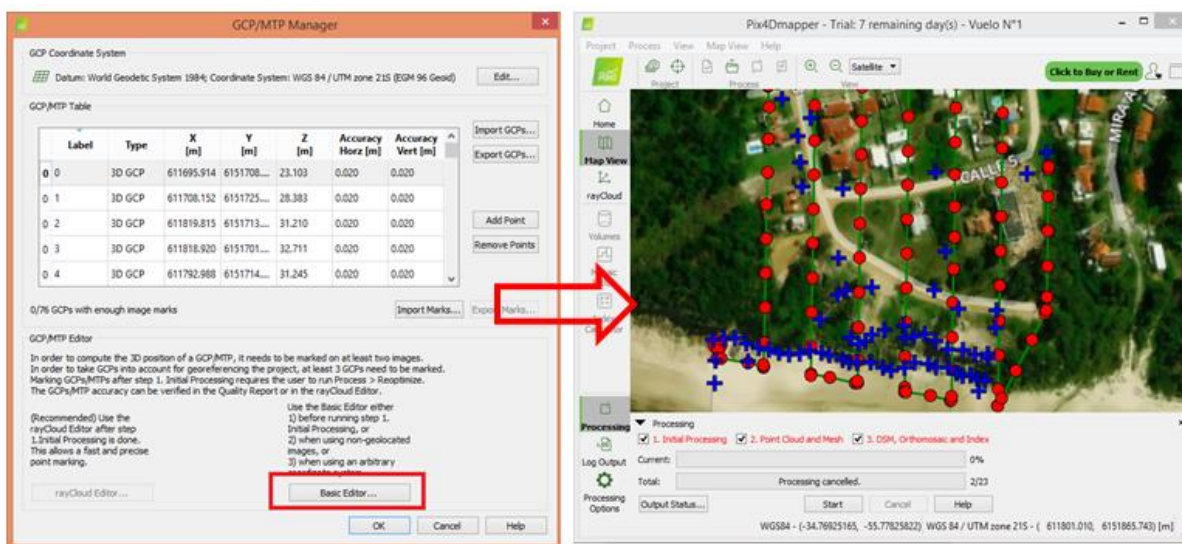 GCP/MTP Manager
GCP Coordinate System
Datum: World Geodetic System 1984; Coordinate System: WGS 84 / UTM zone 21S (EGM 96 Geoid)
Edit...
GCP/MTP Table
Label Type X [m] Y [m] Z [m] Accuracy Horz [m] Accuracy Vert [m]
0 0 3D GCP 611695.914 6151708.... 23.103 0.020 0.020
0 1 3D GCP 611708.152 6151725.... 28.383 0.020 0.020
0 2 3D GCP 611819.815 6151713.... 31.210 0.020 0.020
0 3 3D GCP 611818.920 6151701.... 32.711 0.020 0.020
0 4 3D GCP 611792.988 6151714.... 31.245 0.020 0.020
Import GCPs...
Export GCPs...
Add Point
Remove Points
0/76 GCPs with enough image marks
Import Marks...
Export Marks...
GCP/MTP Editor
In order to compute the 3D position of a GCP/MTP, it needs to be marked on at least two images.
In order to take GCPs into account for georeferencing the project, at least 3 GCPs need to be marked.
Marking GCPs/MTPs after step 1. Initial Processing requires the user to run Process > Reoptimize.
The GCPs/MTP accuracy can be verified in the Quality Report or in the rayCloud Editor.
(Recommended) Use the
rayCloud Editor after step
1.Initial Processing is done.
This allows a fast and precise
point marking.
rayCloud Editor...
Use the Basic Editor either
1) before running step 1.
Initial Processing, or
2) when using non-geolocated
images, or
3) when using an arbitrary
coordinate system
Basic Editor...
OK Cancel Help
Pix4Dmapper - Trial: 7 remaining day(s) - Vuelo N°1
Project Process View Map View Help
Satellite
Click to Buy or Rent
Project Process View
Home
Map View
rayCloud
Volumes
Processing
Log Output
Processing
Options
CALLE 5
MIRA
Processing
1. Initial Processing 2. Point Cloud and Mesh 3. DSM, Orthomosaic and Index
Current: 0%
Total: Processing cancelled. 2/23
Output Status... Start Cancel Help
WGS84 - (-34.76925165, -55.77825822) WGS 84 / UTM zone 21S - ( 611801.010, 6151865.743) [m]